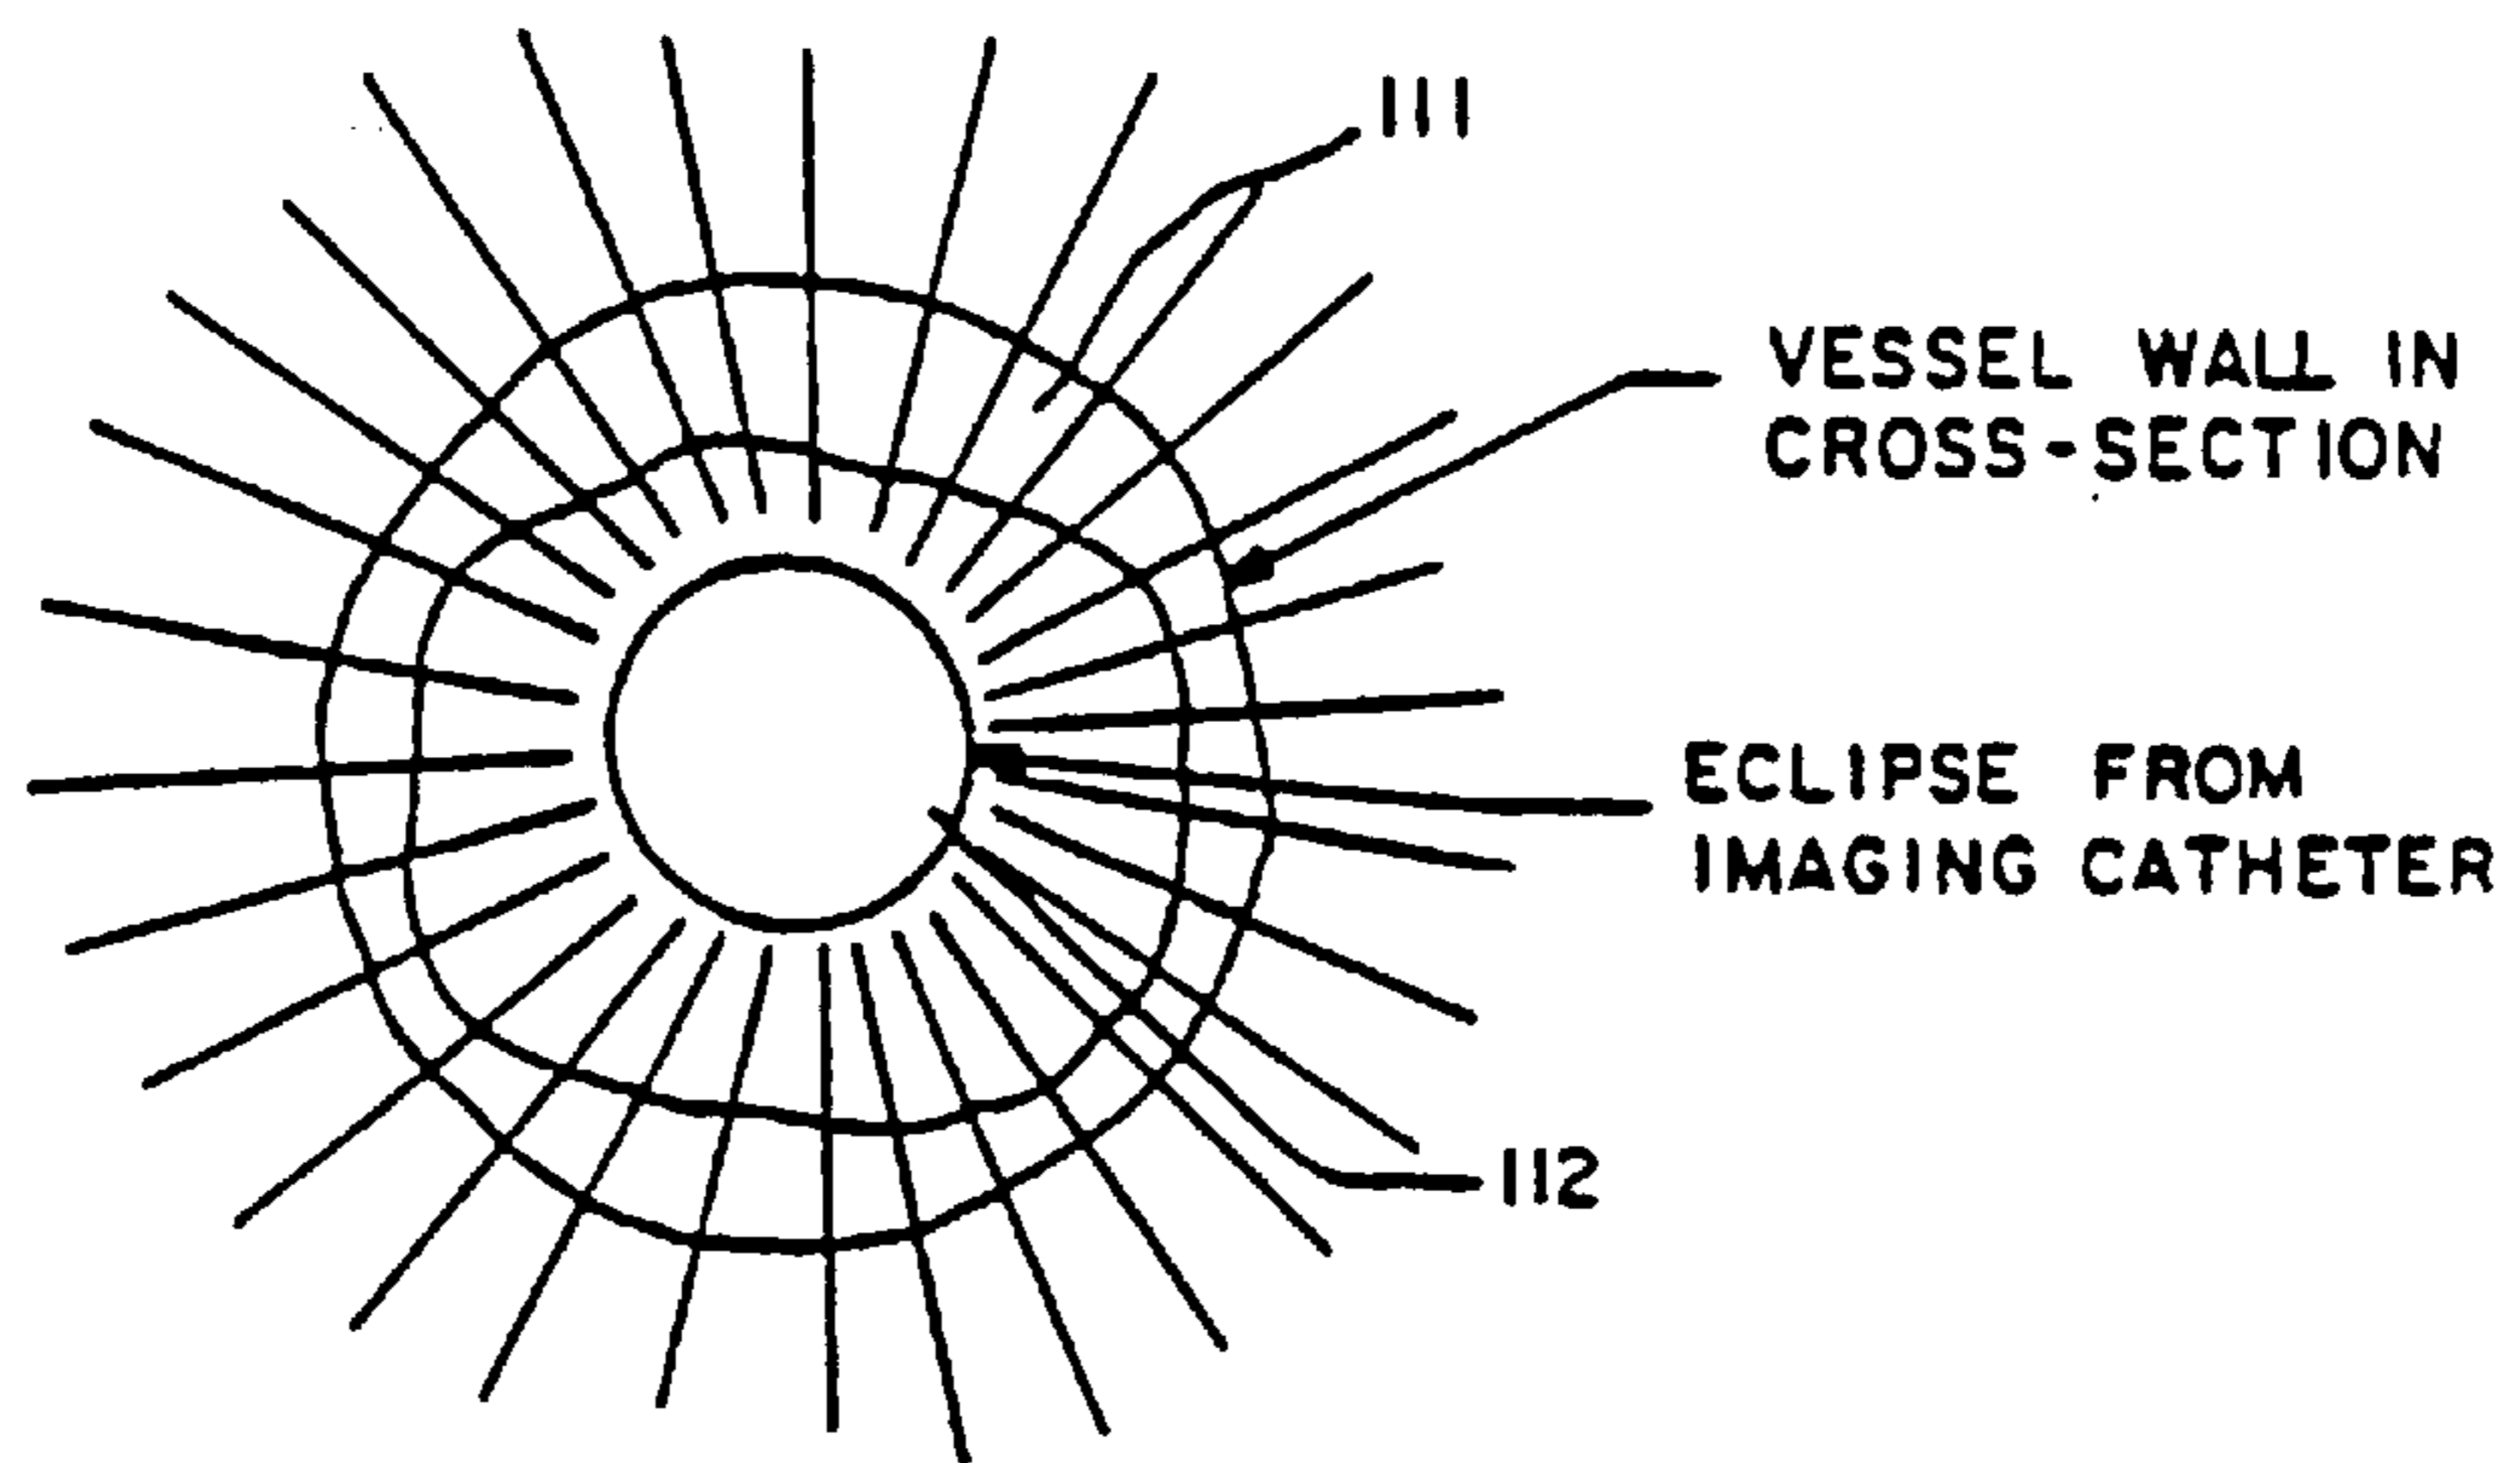 111
VESSEL WALL IN
CROSS-SECTION
ECLIPSE FROM
IMAGING CATHETER
112